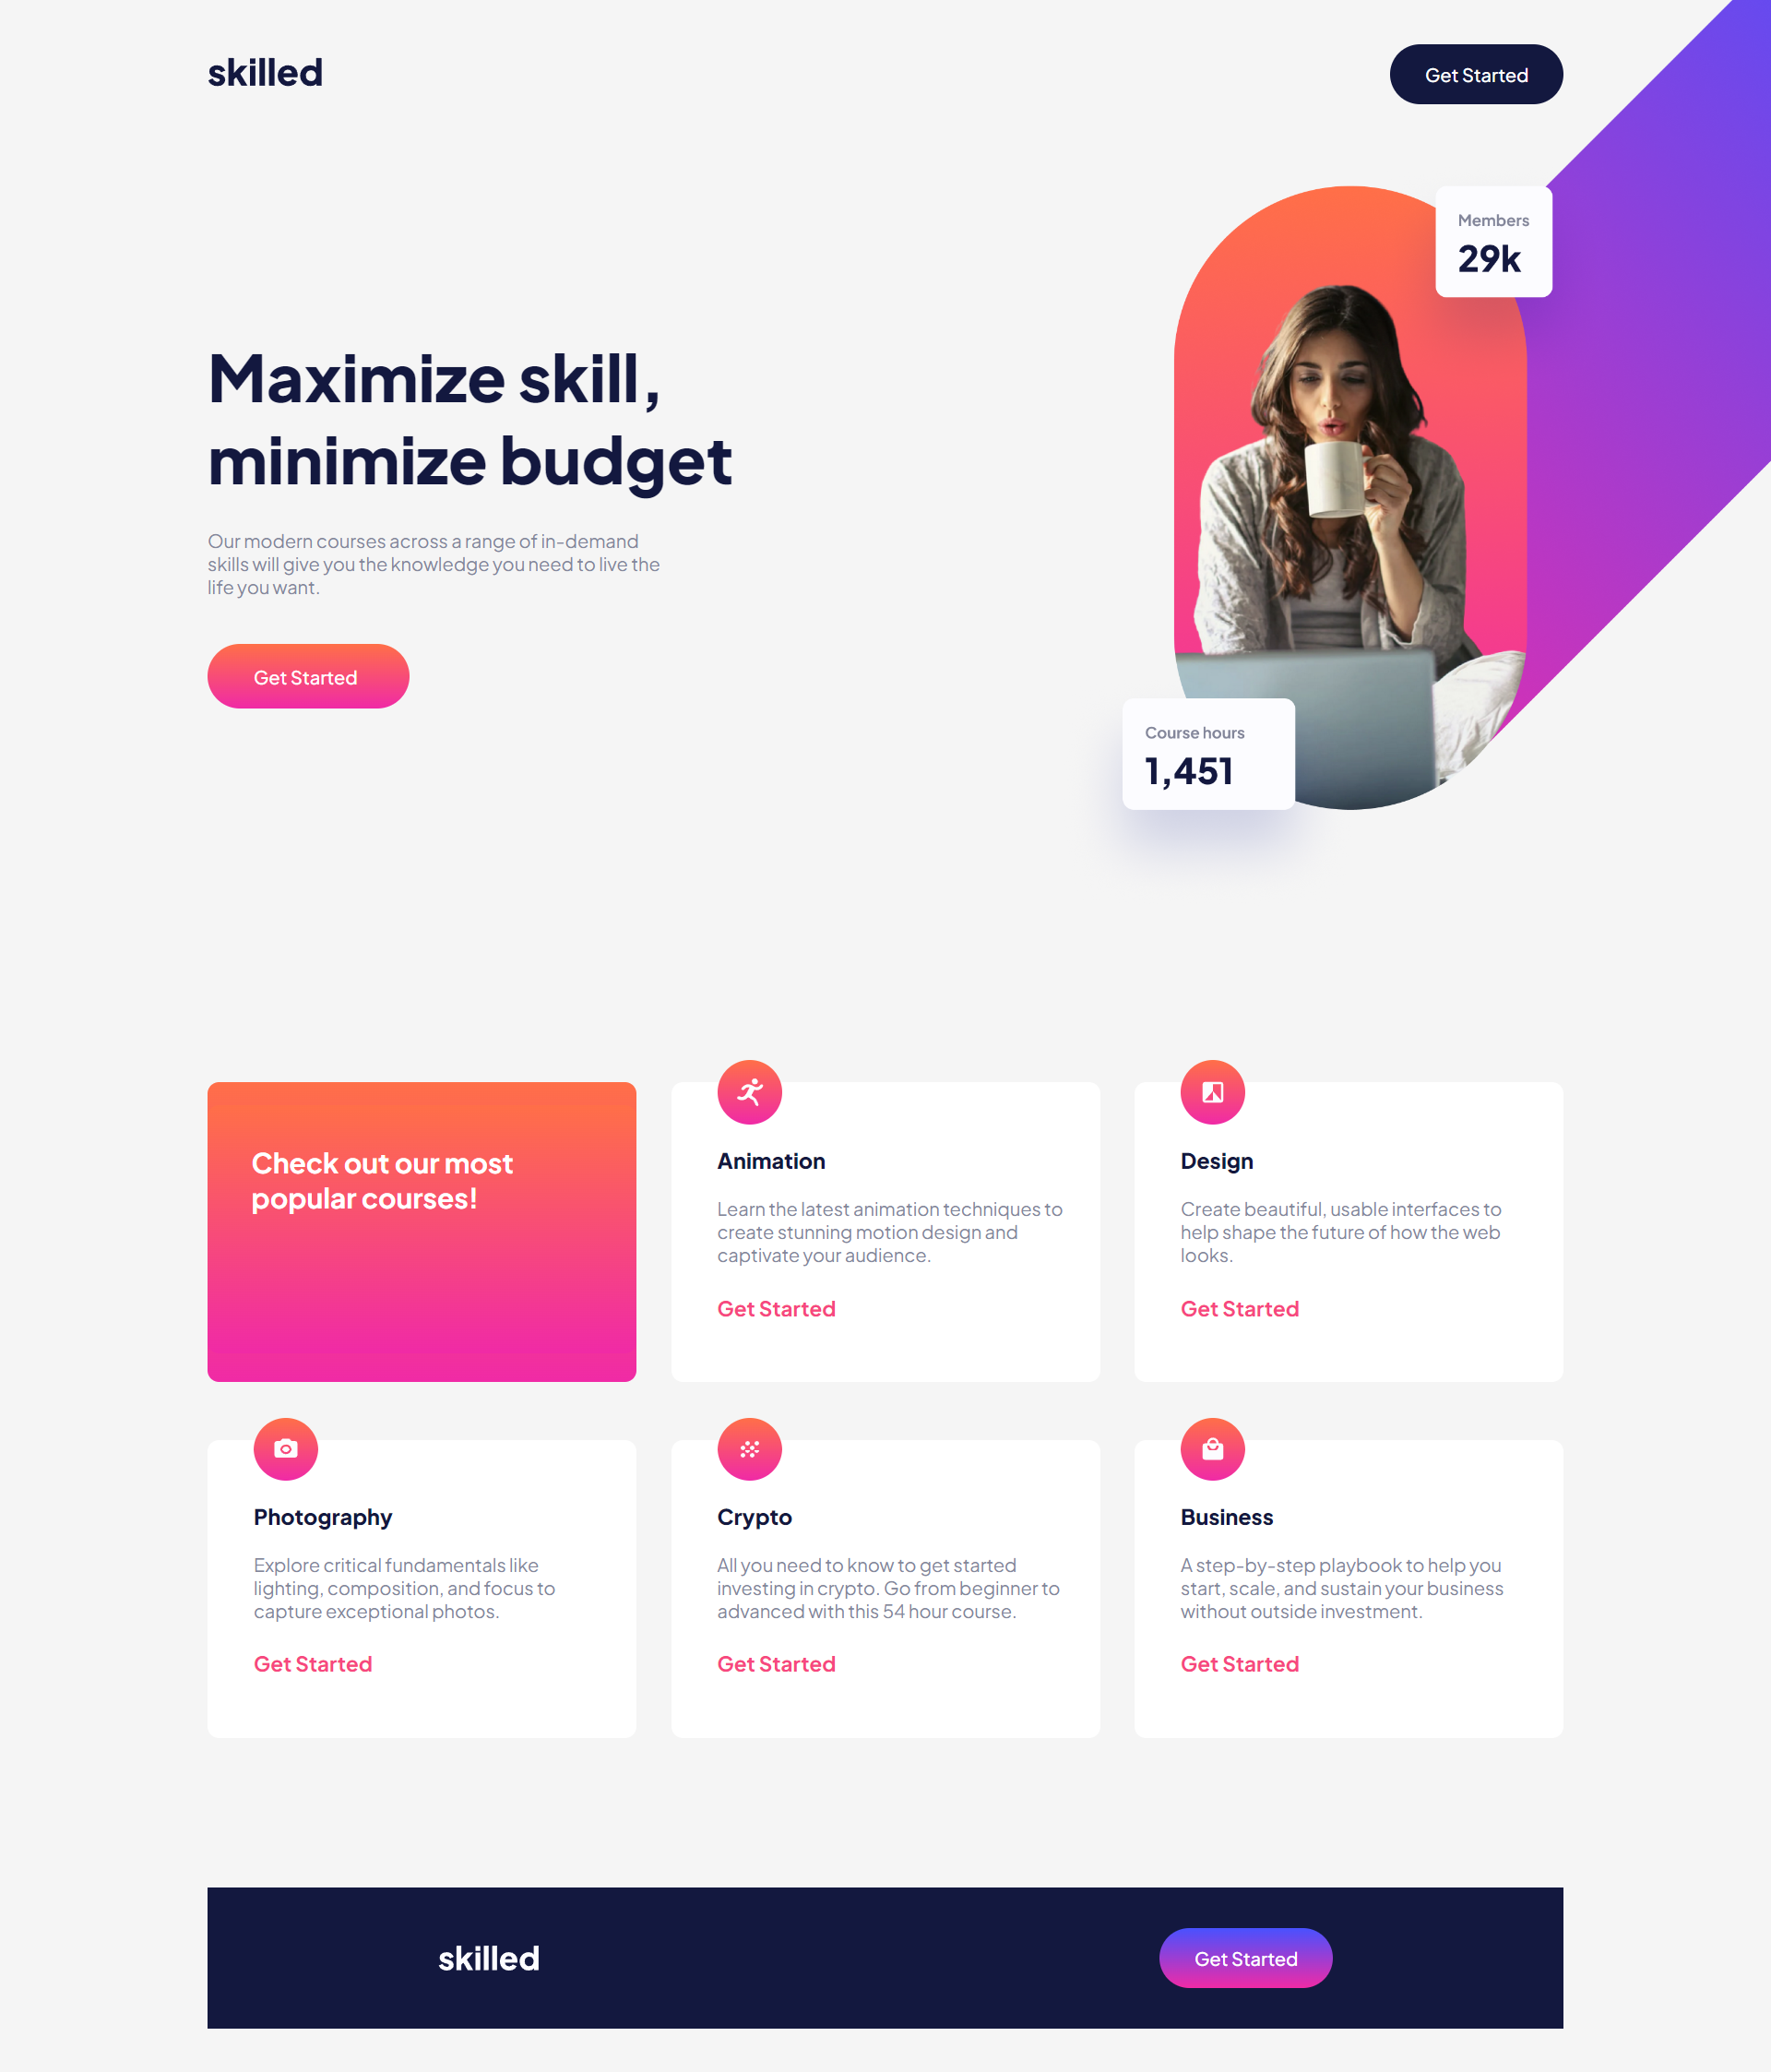 skilled
Get Started
Members
29k
Maximize skill,
minimize budget
Our modern courses across a range of in-demand
skills will give you the knowledge you need to live the
life you want.
Get Started
Course hours
1,451
Check out our most
popular courses!
Animation
Learn the latest animation techniques to
create stunning motion design and
captivate your audience.
Get Started
Design
Create beautiful, usable interfaces to
help shape the future of how the web
looks.
Get Started
Photography
Explore critical fundamentals like
lighting, composition, and focus to
capture exceptional photos.
Get Started
Crypto
All you need to know to get started
investing in crypto. Go from beginner to
advanced with this 54 hour course.
Get Started
Business
A step-by-step playbook to help you
start, scale, and sustain your business
without outside investment.
Get Started
skilled
Get Started